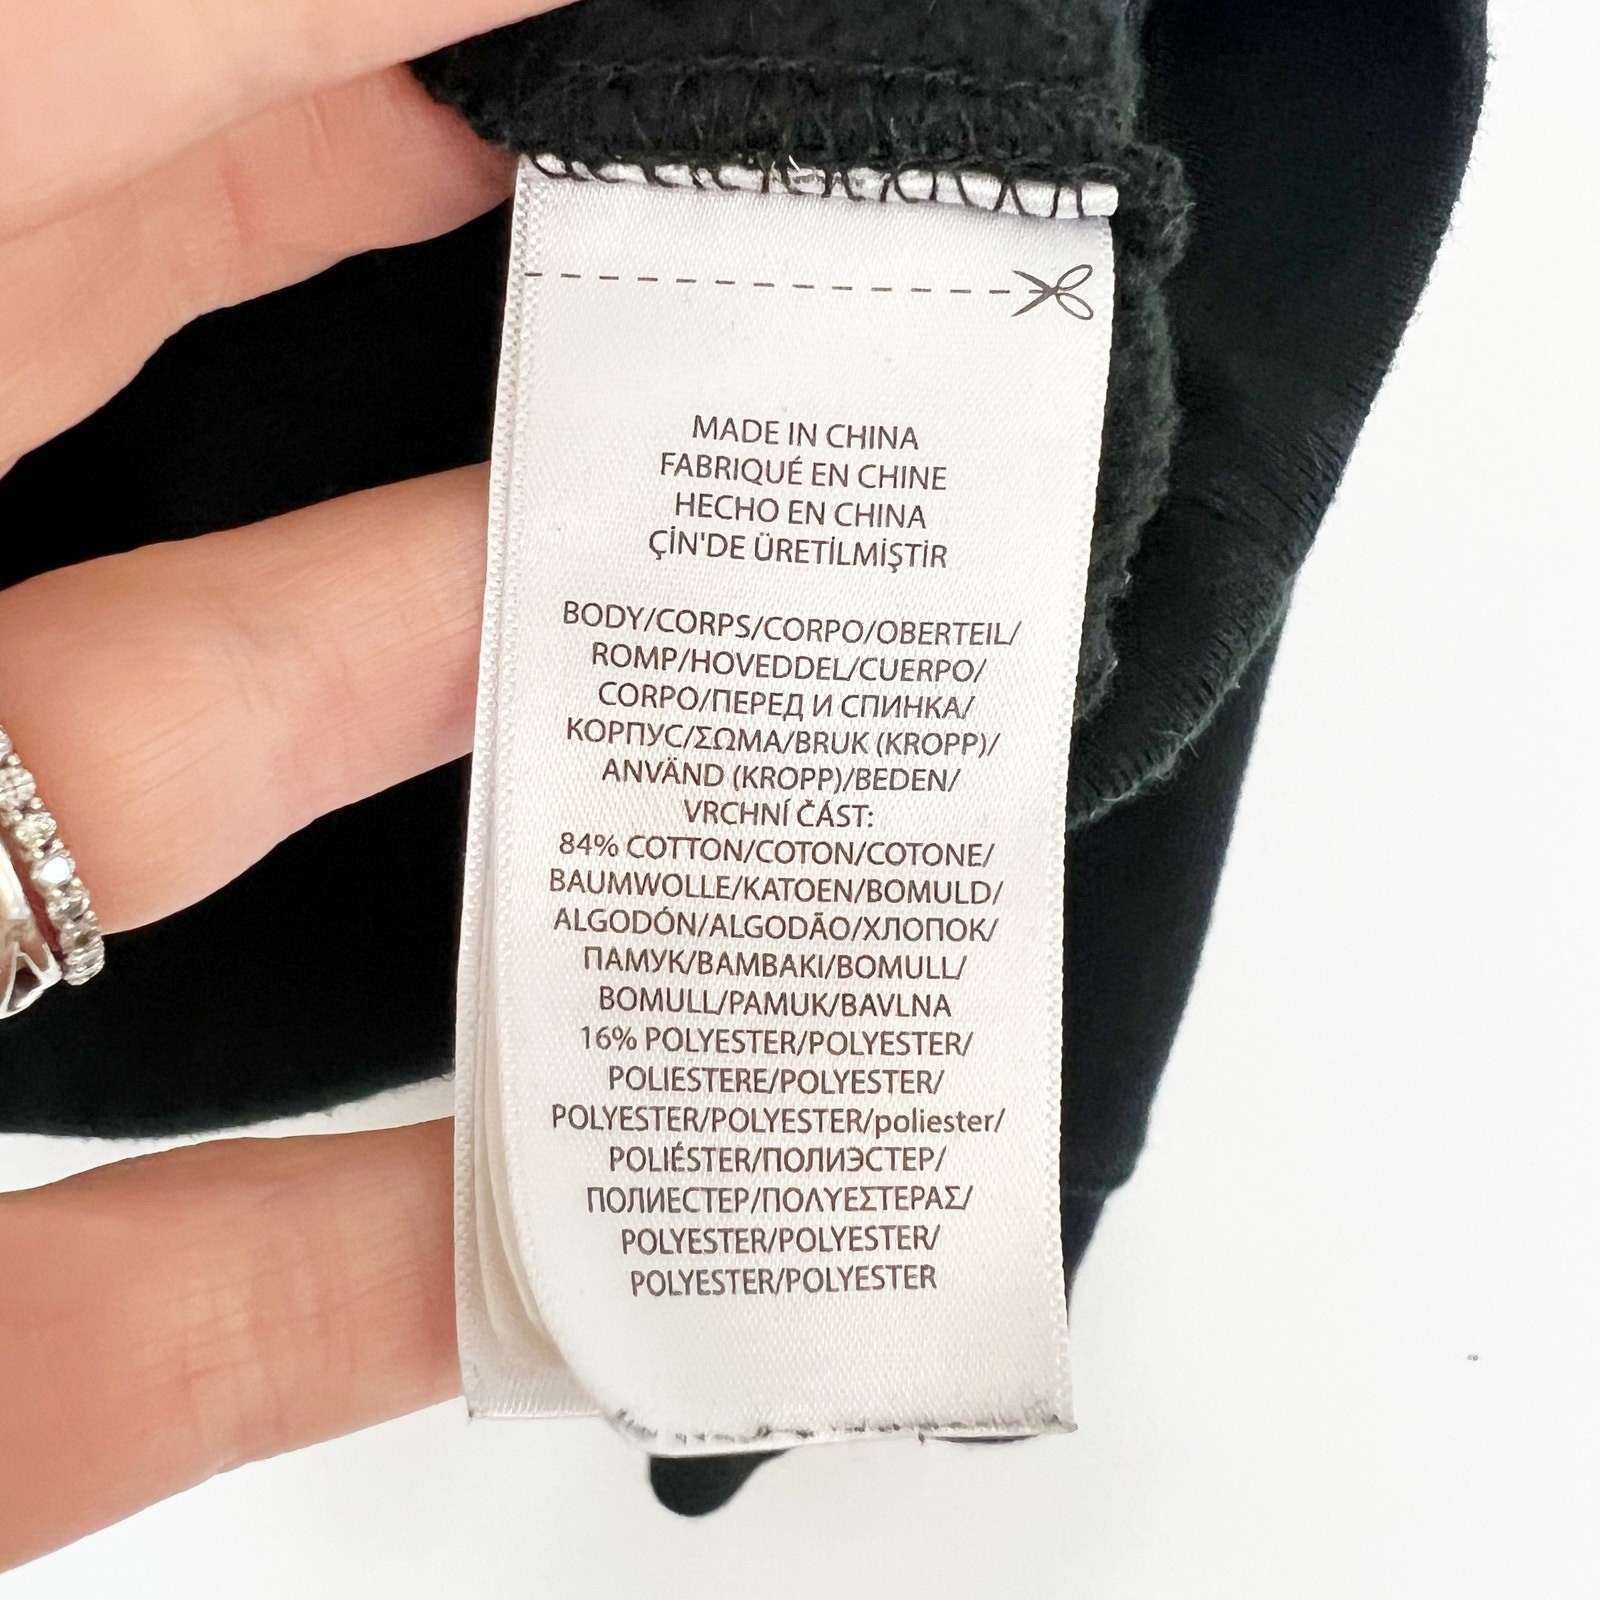 MADE IN CHINA
FABRIQUÉ EN CHINE
HECHO EN CHINA
ÇİN'DE ÜRETİLMİŞTİR
BODY/CORPS/CORPO/OBERTEIL/
ROMP/HOVEDDEL/CUERPO/
CORPO/ПЕРЕД И СПИНКА/
КОРПУС/ΣΩΜΑ/BRUK (KROPP)/
ANVÄND (KROPP)/BEDEN/
VRCHNÍ ČÁST:
84% COTTON/COTON/COTONE/
BAUMWOLLE/KATOEN/BOMULD/
ALGODÓN/ALGODÃO/ХЛОПОК/
ПАМУК/BAMBAKI/BOMULL/
BOMULL/PAMUK/BAVLNA
16% POLYESTER/POLYESTER/
POLIESTERE/POLYESTER/
POLYESTER/POLYESTER/poliester/
POLIÉSTER/ПОЛИЭСТЕР/
ПОЛИЕСТЕР/ΠΟΛΥΕΣΤΕΡΑΣ/
POLYESTER/POLYESTER/
POLYESTER/POLYESTER